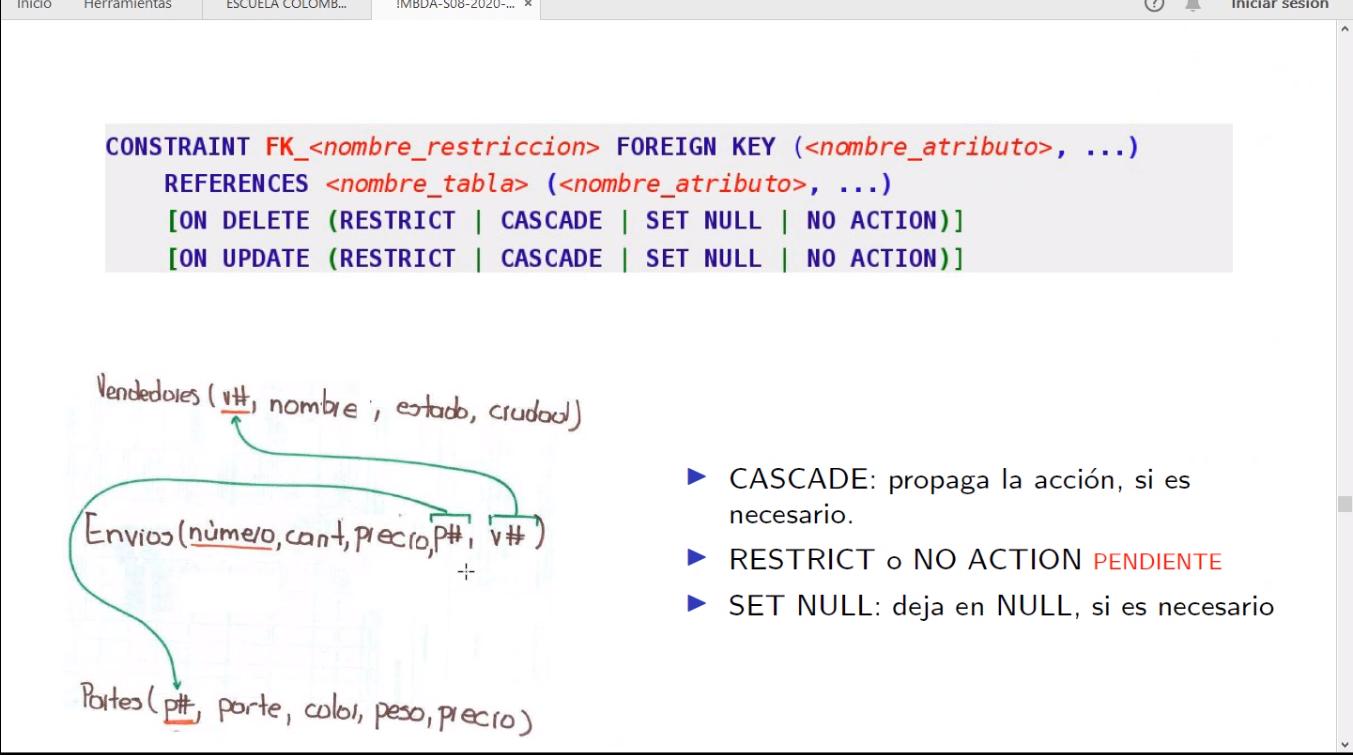 Inicio Herramientas ESCUELA COLOMB... !MBDA-S08-2020-... × ? Iniciar sesión
CONSTRAINT FK_<nombre_restriccion> FOREIGN KEY (<nombre_atributo>, ...)
REFERENCES <nombre_tabla> (<nombre_atributo>, ...)
[ON DELETE (RESTRICT | CASCADE | SET NULL | NO ACTION)]
[ON UPDATE (RESTRICT | CASCADE | SET NULL | NO ACTION)]
Vendedores (v#, nombre , estado, ciudad)
Envios (número, cant, precio, p#, v#)
Partes (p#, parte, color, peso, precio)
CASCADE: propaga la acción, si es
necesario.
RESTRICT o NO ACTION PENDIENTE
SET NULL: deja en NULL, si es necesario